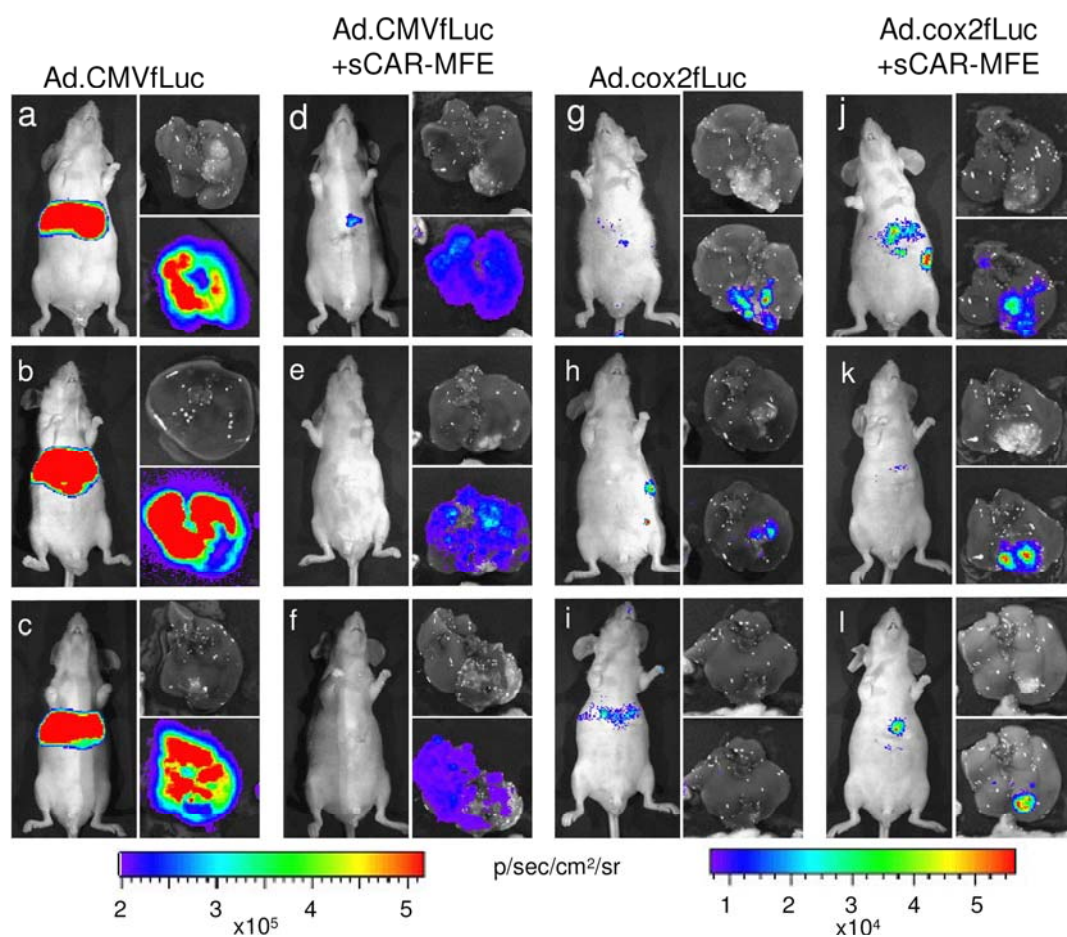 Ad.CMVfLuc
Ad.CMVfLuc
+sCAR-MFE
Ad.cox2fLuc
Ad.cox2fLuc
+sCAR-MFE
a
d
g
j
b
e
h
k
c
f
i
l
2 3 4 5
x10⁵
p/sec/cm²/sr
1 2 3 4 5
x10⁴